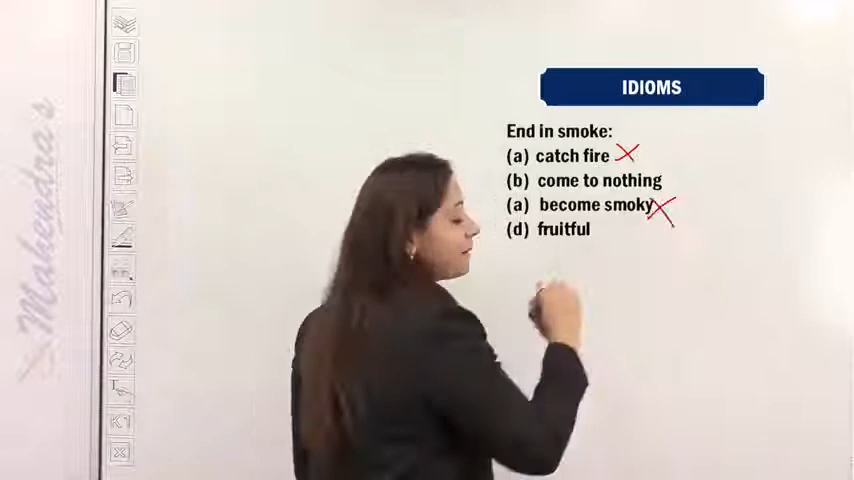 Mahendra's
IDIOMS
End in smoke:
(a) catch fire
(b) come to nothing
(a) become smoky
(d) fruitful